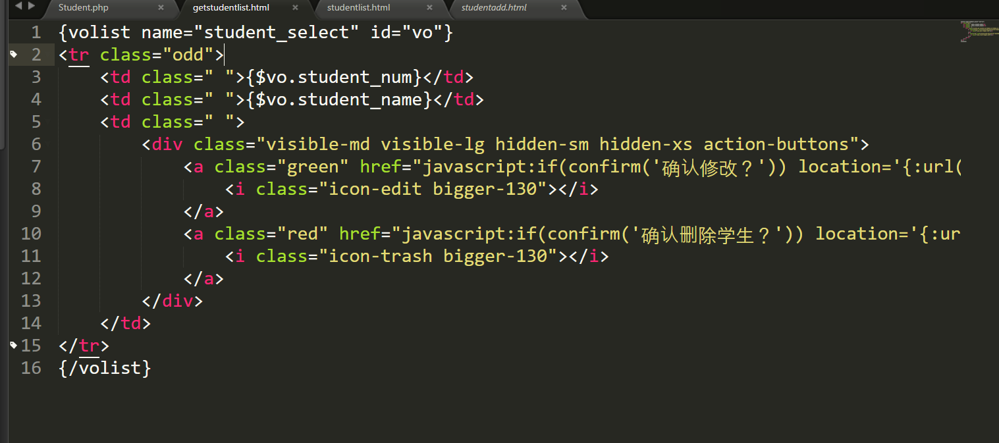 Student.php × getstudentlist.html × studentlist.html × studentadd.html ×
1 {volist name="student_select" id="vo"}
2 <tr class="odd">
3 <td class=" ">{$vo.student_num}</td>
4 <td class=" ">{$vo.student_name}</td>
5 <td class=" ">
6 <div class="visible-md visible-lg hidden-sm hidden-xs action-buttons">
7 <a class="green" href="javascript:if(confirm('确认修改？')) location='{:url(
8 <i class="icon-edit bigger-130"></i>
9 </a>
10 <a class="red" href="javascript:if(confirm('确认删除学生？')) location='{:ur
11 <i class="icon-trash bigger-130"></i>
12 </a>
13 </div>
14 </td>
15 </tr>
16 {/volist}